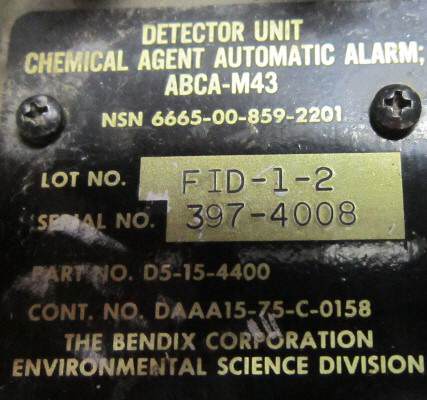 DETECTOR UNIT
CHEMICAL AGENT AUTOMATIC ALARM;
ABCA-M43
NSN 6665-00-859-2201
LOT NO. FID-1-2
SERIAL NO. 397-4008
PART NO. D5-15-4400
CONT. NO. DAAA15-75-C-0158
THE BENDIX CORPORATION
ENVIRONMENTAL SCIENCE DIVISION